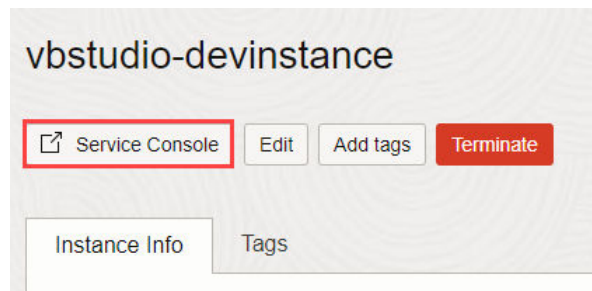 vbstudio-devinstance
Service Console Edit Add tags Terminate
Instance Info Tags